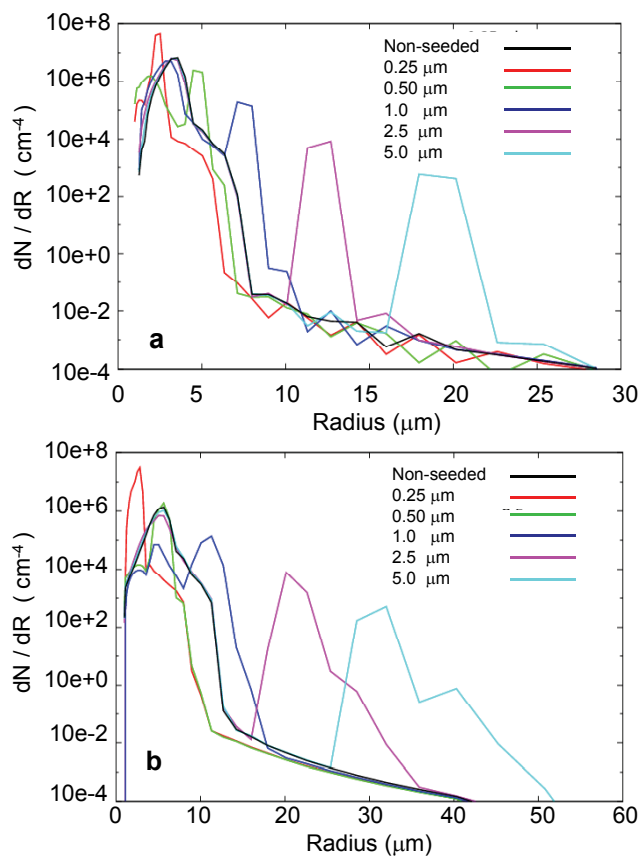 10e+8
10e+6
10e+4
10e+2
10e+0
10e-2
10e-4
dN / dR ( cm-4)
Non-seeded
0.25 µm
0.50 µm
1.0 µm
2.5 µm
5.0 µm
a
0 5 10 15 20 25 30
Radius (µm)
10e+8
10e+6
10e+4
10e+2
10e+0
10e-2
10e-4
dN / dR ( cm-4)
Non-seeded
0.25 µm
0.50 µm
1.0 µm
2.5 µm
5.0 µm
b
0 10 20 30 40 50 60
Radius (µm)